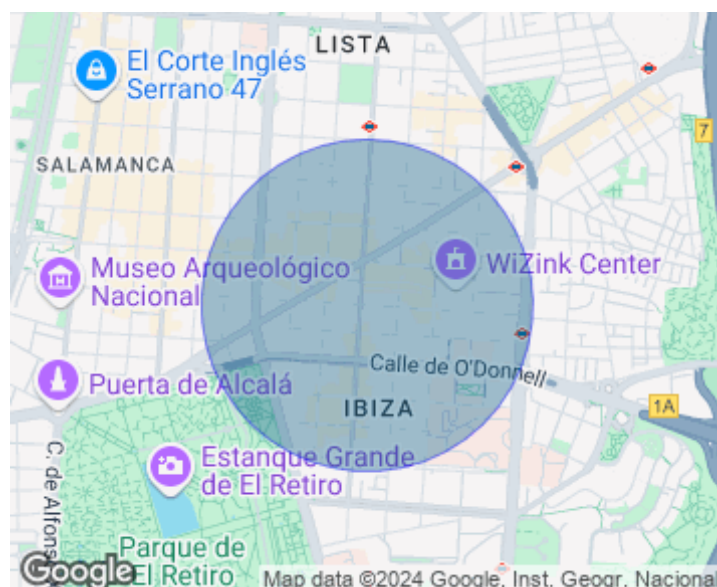 LISTA
El Corte Inglés
Serrano 47
7
SALAMANCA
Museo Arqueológico
Nacional
WiZink Center
Puerta de Alcalá
Calle de O'Donnell
IBIZA
1A
Estanque Grande
de El Retiro
C. de Alfons
Parque de
El Retiro
Google
Map data ©2024 Google, Inst. Geogr. Nacional